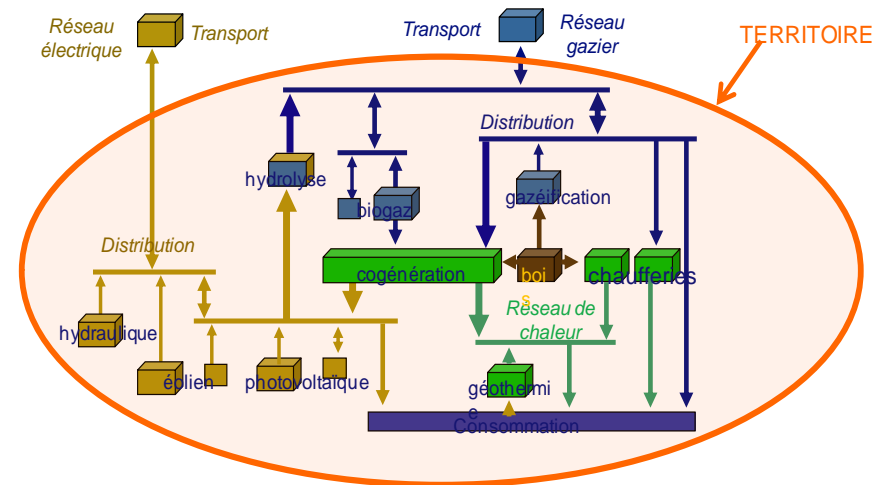 Réseau
électrique
Transport
Transport
Réseau
gazier
TERRITOIRE
Distribution
hydrolyse
biogaz
gazéification
Distribution
cogénération
bois
chaufferies
Réseau de
chaleur
hydraulique
éolien
photovoltaïque
géothermi
e
Consommation